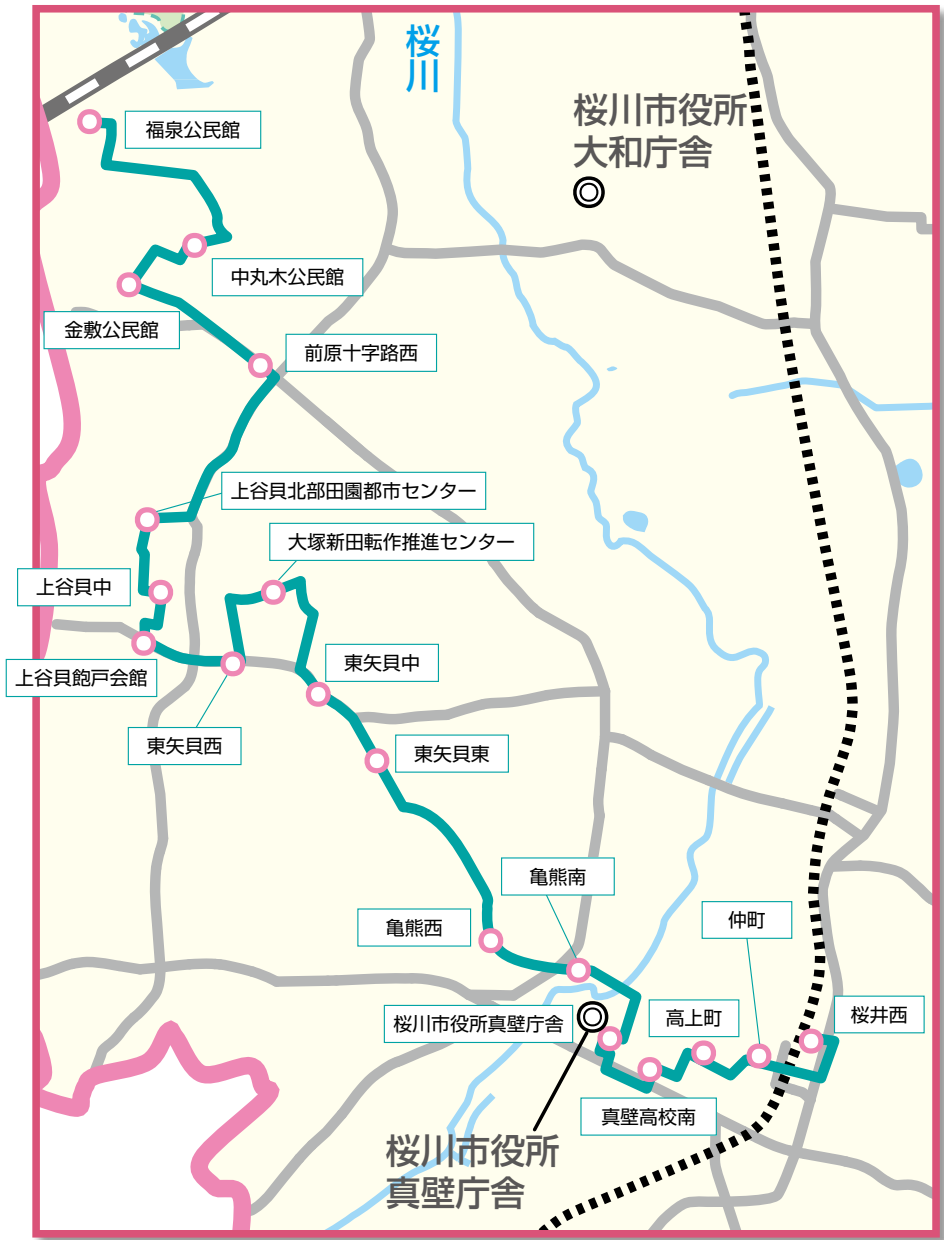 桜川
桜川市役所
大和庁舎
福泉公民館
中丸木公民館
金敷公民館
前原十字路西
上谷貝北部田園都市センター
大塚新田転作推進センター
上谷貝中
東矢貝中
上谷貝飽戸会館
東矢貝西
東矢貝東
亀熊南
亀熊西
仲町
桜川市役所真壁庁舎
高上町
桜井西
真壁高校南
桜川市役所
真壁庁舎